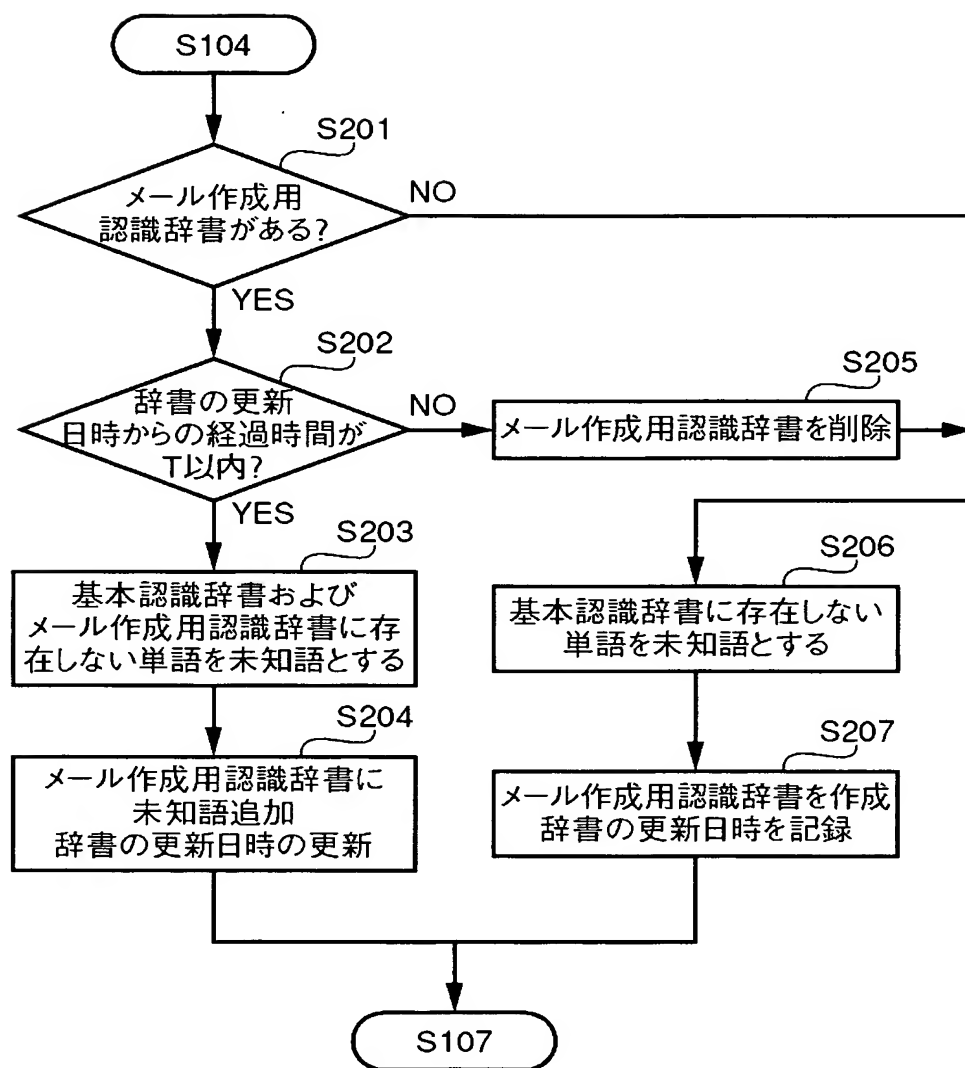 S104
S201
メール作成用
認識辞書がある?
NO
YES
S202
辞書の更新
日時からの経過時間が
T以内?
NO
YES
S205
メール作成用認識辞書を削除
S203
基本認識辞書および
メール作成用認識辞書に存
在しない単語を未知語とする
S206
基本認識辞書に存在しない
単語を未知語とする
S204
メール作成用認識辞書に
未知語追加
辞書の更新日時の更新
S207
メール作成用認識辞書を作成
辞書の更新日時を記録
S107